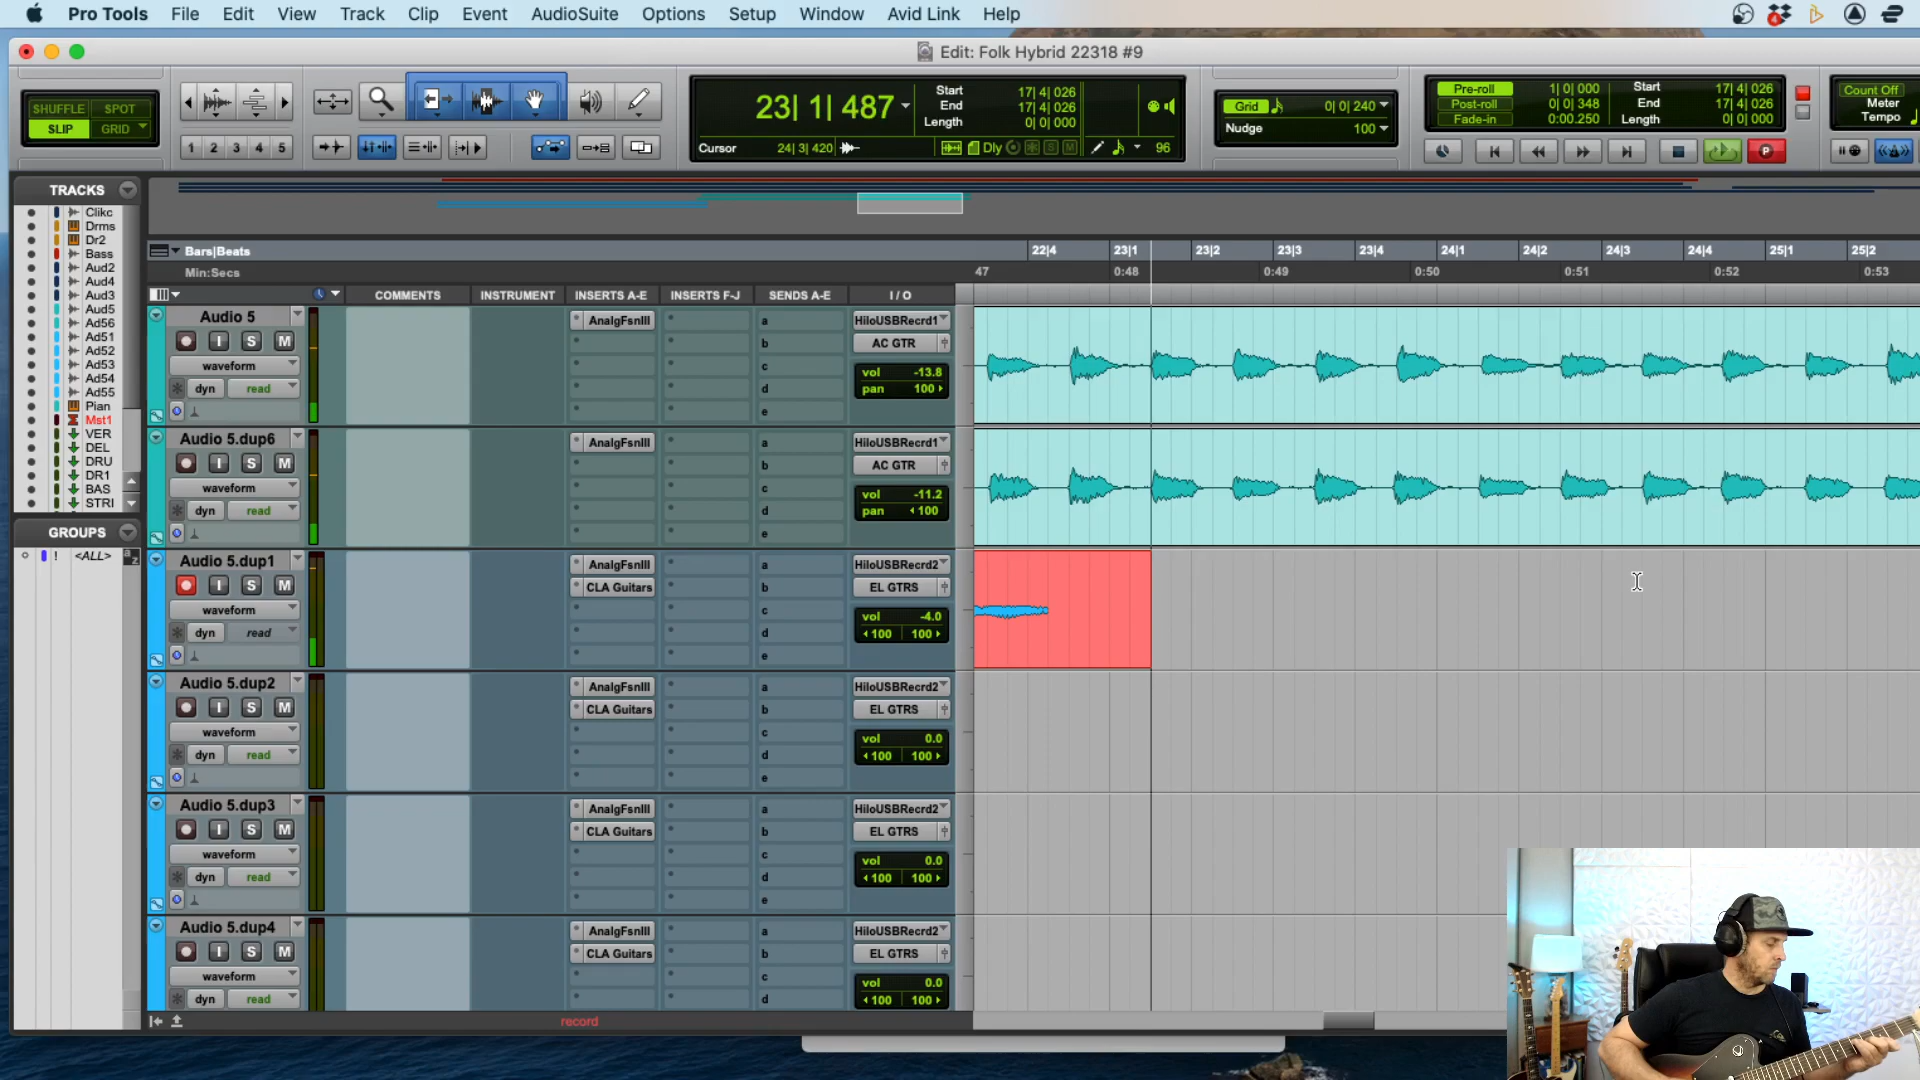 Pro Tools File Edit View Track Clip Event AudioSuite Options Setup Window Avid Link Help
Edit: Folk Hybrid 22318 #9
SHUFFLE SPOT
SLIP GRID
1 2 3 4 5
23| 1| 487
Start 17| 4| 026
End 17| 4| 026
Length 0| 0| 000
Cursor 24| 3| 420
Dly
96
Grid 0| 0| 240
Nudge 100
Pre-roll 1| 0| 000
Post-roll 0| 0| 348
Fade-in 0:00.250
Start 17| 4| 026
End 17| 4| 026
Length 0| 0| 000
Count Off
Meter
Tempo
TRACKS
Clikc
Drms
Dr2
Bass
Aud2
Aud4
Aud3
Aud5
Ad56
Ad51
Ad52
Ad53
Ad54
Ad55
Pian
Mst1
VER
DEL
DRU
DR1
BAS
STRI
GROUPS
! <ALL>
Bars|Beats
22|4 23|1 23|2 23|3 23|4 24|1 24|2 24|3 24|4 25|1 25|2
Min:Secs
47 0:48 0:49 0:50 0:51 0:52 0:53
COMMENTS INSTRUMENT INSERTS A-E INSERTS F-J SENDS A-E I / O
Audio 5
I S M
waveform
dyn read
AnalgFsnIII
a
b
c
d
e
HiloUSBRecrd1
AC GTR
vol -13.8
pan 100
Audio 5.dup6
I S M
waveform
dyn read
AnalgFsnIII
a
b
c
d
e
HiloUSBRecrd1
AC GTR
vol -11.2
pan 100
Audio 5.dup1
I S M
waveform
dyn read
AnalgFsnIII
CLA Guitars
a
b
c
d
e
HiloUSBRecrd2
EL GTRS
vol -4.0
100 100
Audio 5.dup2
I S M
waveform
dyn read
AnalgFsnIII
CLA Guitars
a
b
c
d
e
HiloUSBRecrd2
EL GTRS
vol 0.0
100 100
Audio 5.dup3
I S M
waveform
dyn read
AnalgFsnIII
CLA Guitars
a
b
c
d
e
HiloUSBRecrd2
EL GTRS
vol 0.0
100 100
Audio 5.dup4
I S M
waveform
dyn read
AnalgFsnIII
CLA Guitars
a
b
c
d
HiloUSBRecrd2
EL GTRS
vol 0.0
100 100
record